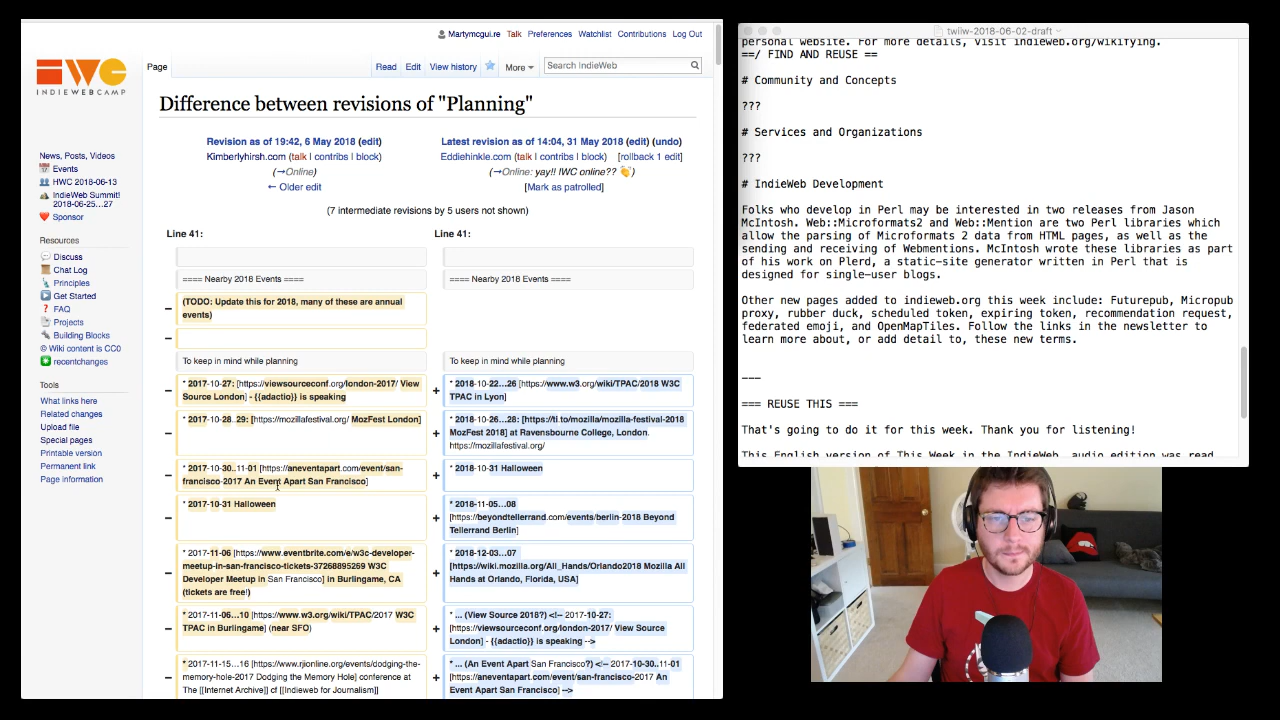 Martymcgui.re Talk Preferences Watchlist Contributions Log Out
INDIEWEBCAMP
Page
Read Edit View history More
Search IndieWeb
Difference between revisions of "Planning"
News, Posts, Videos
Events
HWC 2018-06-13
IndieWeb Summit!
2018-06-25...27
Sponsor
Resources
Discuss
Chat Log
Principles
Get Started
FAQ
Projects
Building Blocks
Wiki content is CC0
recentchanges
Tools
What links here
Related changes
Upload file
Special pages
Printable version
Permanent link
Page information
Revision as of 19:42, 6 May 2018 (edit)
Kimberlyhirsh.com (talk | contribs | block)
(→Online)
← Older edit
Latest revision as of 14:04, 31 May 2018 (edit) (undo)
Eddiehinkle.com (talk | contribs | block) [rollback 1 edit]
(→Online: yay!! IWC online?? 👏)
[Mark as patrolled]
(7 intermediate revisions by 5 users not shown)
Line 41:
==== Nearby 2018 Events ====
(TODO: Update this for 2018, many of these are annual
events)
To keep in mind while planning
* 2017-10-27: [https://viewsourceconf.org/london-2017/ View
Source London] - {{adactio}} is speaking
* 2017-10-28..29: [https://mozillafestival.org/ MozFest London]
* 2017-10-30..11-01 [https://aneventapart.com/event/san-
francisco-2017 An Event Apart San Francisco]
* 2017-10-31 Halloween
* 2017-11-06 [https://www.eventbrite.com/e/w3c-developer-
meetup-in-san-francisco-tickets-37268895269 W3C
Developer Meetup in San Francisco] in Burlingame, CA
(tickets are free!)
* 2017-11-06...10 [https://www.w3.org/wiki/TPAC/2017 W3C
TPAC in Burlingame] (near SFO)
* 2017-11-15...16 [https://www.rjionline.org/events/dodging-the-
memory-hole-2017 Dodging the Memory Hole] conference at
The [[Internet Archive]] of [[Indieweb for Journalism]]
Line 41:
==== Nearby 2018 Events ====
To keep in mind while planning
* 2018-10-22...26 [https://www.w3.org/wiki/TPAC/2018 W3C
TPAC in Lyon]
* 2018-10-26...28: [https://ti.to/mozilla/mozilla-festival-2018
MozFest 2018] at Ravensbourne College, London.
https://mozillafestival.org/
* 2018-10-31 Halloween
* 2018-11-05...08
[https://beyondtellerrand.com/events/berlin-2018 Beyond
Tellerrand Berlin]
* 2018-12-03...07
[https://wiki.mozilla.org/All_Hands/Orlando2018 Mozilla All
Hands at Orlando, Florida, USA]
* ... (View Source 2018?) <!-- 2017-10-27:
[https://viewsourceconf.org/london-2017/ View Source
London] - {{adactio}} is speaking -->
* ... (An Event Apart San Francisco?) <!-- 2017-10-30..11-01
[https://aneventapart.com/event/san-francisco-2017 An
Event Apart San Francisco] -->
twiiw-2018-06-02-draft
personal website. For more details, visit indieweb.org/wikifying.
==/ FIND AND REUSE ==
# Community and Concepts
???
# Services and Organizations
???
# IndieWeb Development
Folks who develop in Perl may be interested in two releases from Jason
McIntosh. Web::Microformats2 and Web::Mention are two Perl libraries which
allow the parsing of Microformats 2 data from HTML pages, as well as the
sending and receiving of Webmentions. McIntosh wrote these libraries as part
of his work on Plerd, a static-site generator written in Perl that is
designed for single-user blogs.
Other new pages added to indieweb.org this week include: Futurepub, Micropub
proxy, rubber duck, scheduled token, expiring token, recommendation request,
federated emoji, and OpenMapTiles. Follow the links in the newsletter to
learn more about, or add detail to, these new terms.
---
=== REUSE THIS ===
That's going to do it for this week. Thank you for listening!
This English version of This Week in the IndieWeb, audio edition was read